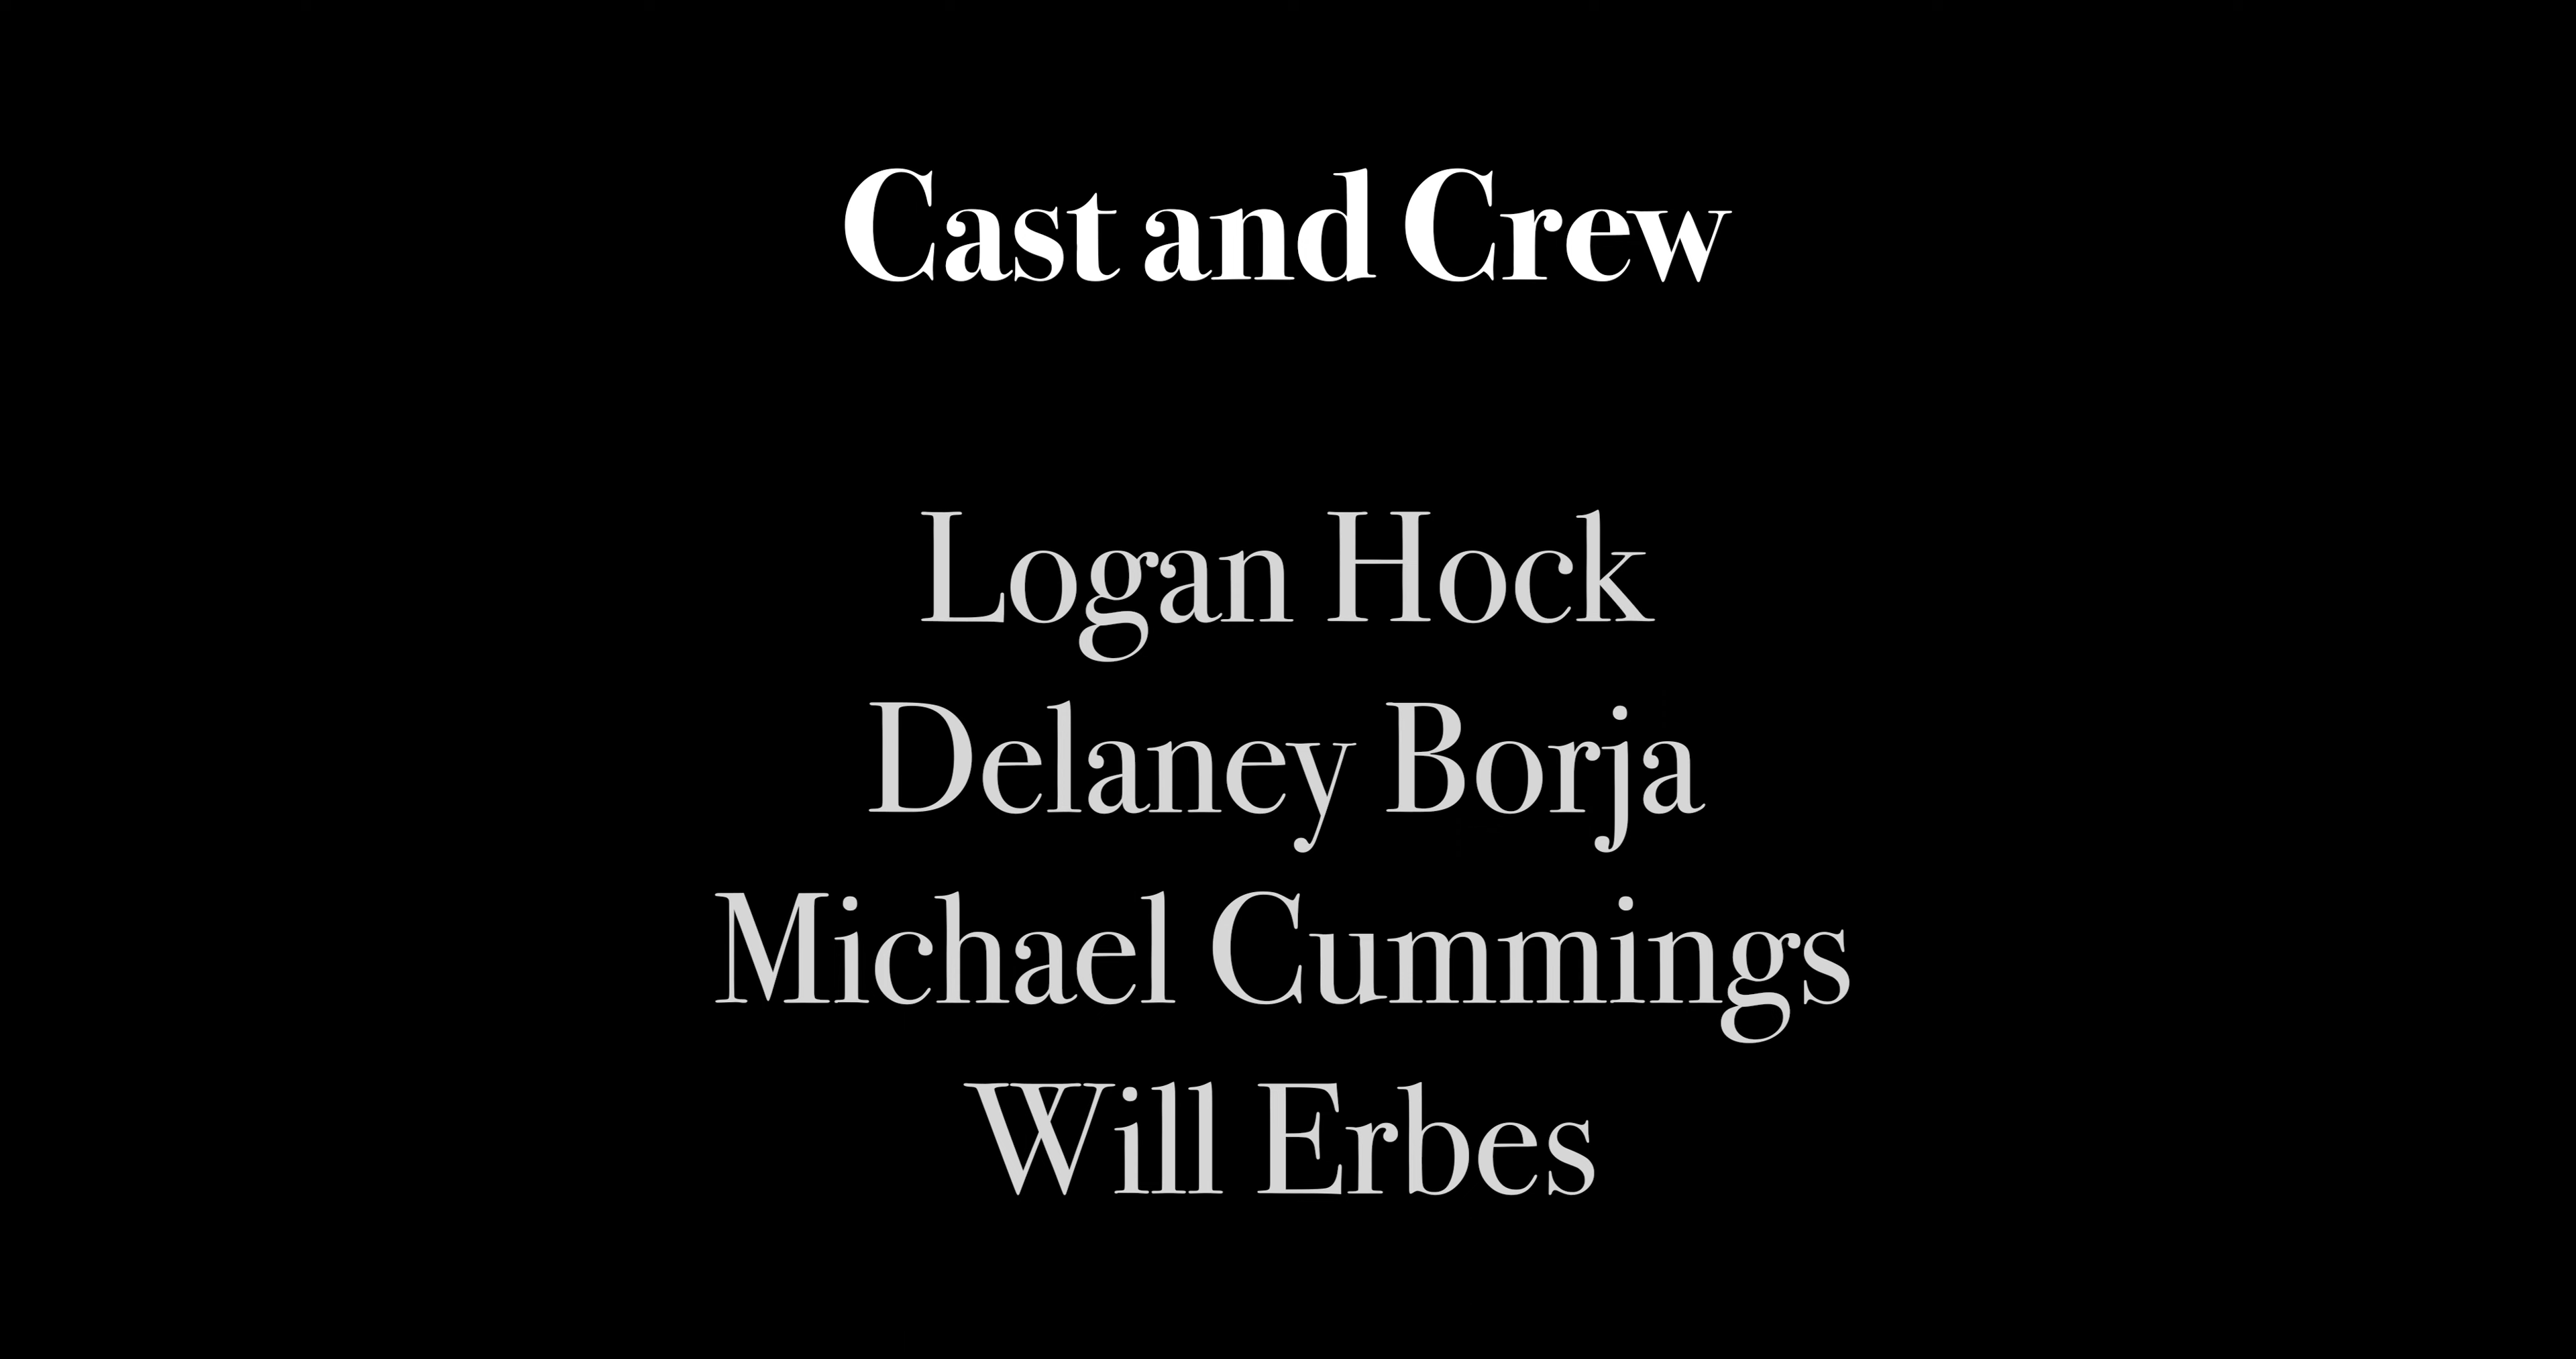 Cast and Crew
Logan Hock
Delaney Borja
Michael Cummings
Will Erbes